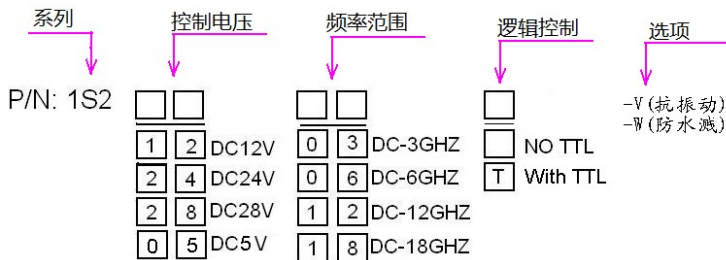 系列 控制电压 频率范围 逻辑控制 选项
P/N: 1S2
-V(抗振动)
-W(防水溅)
1 2 DC12V 0 3 DC-3GHZ NO TTL
2 4 DC24V 0 6 DC-6GHZ T With TTL
2 8 DC28V 1 2 DC-12GHZ
0 5 DC5V 1 8 DC-18GHZ